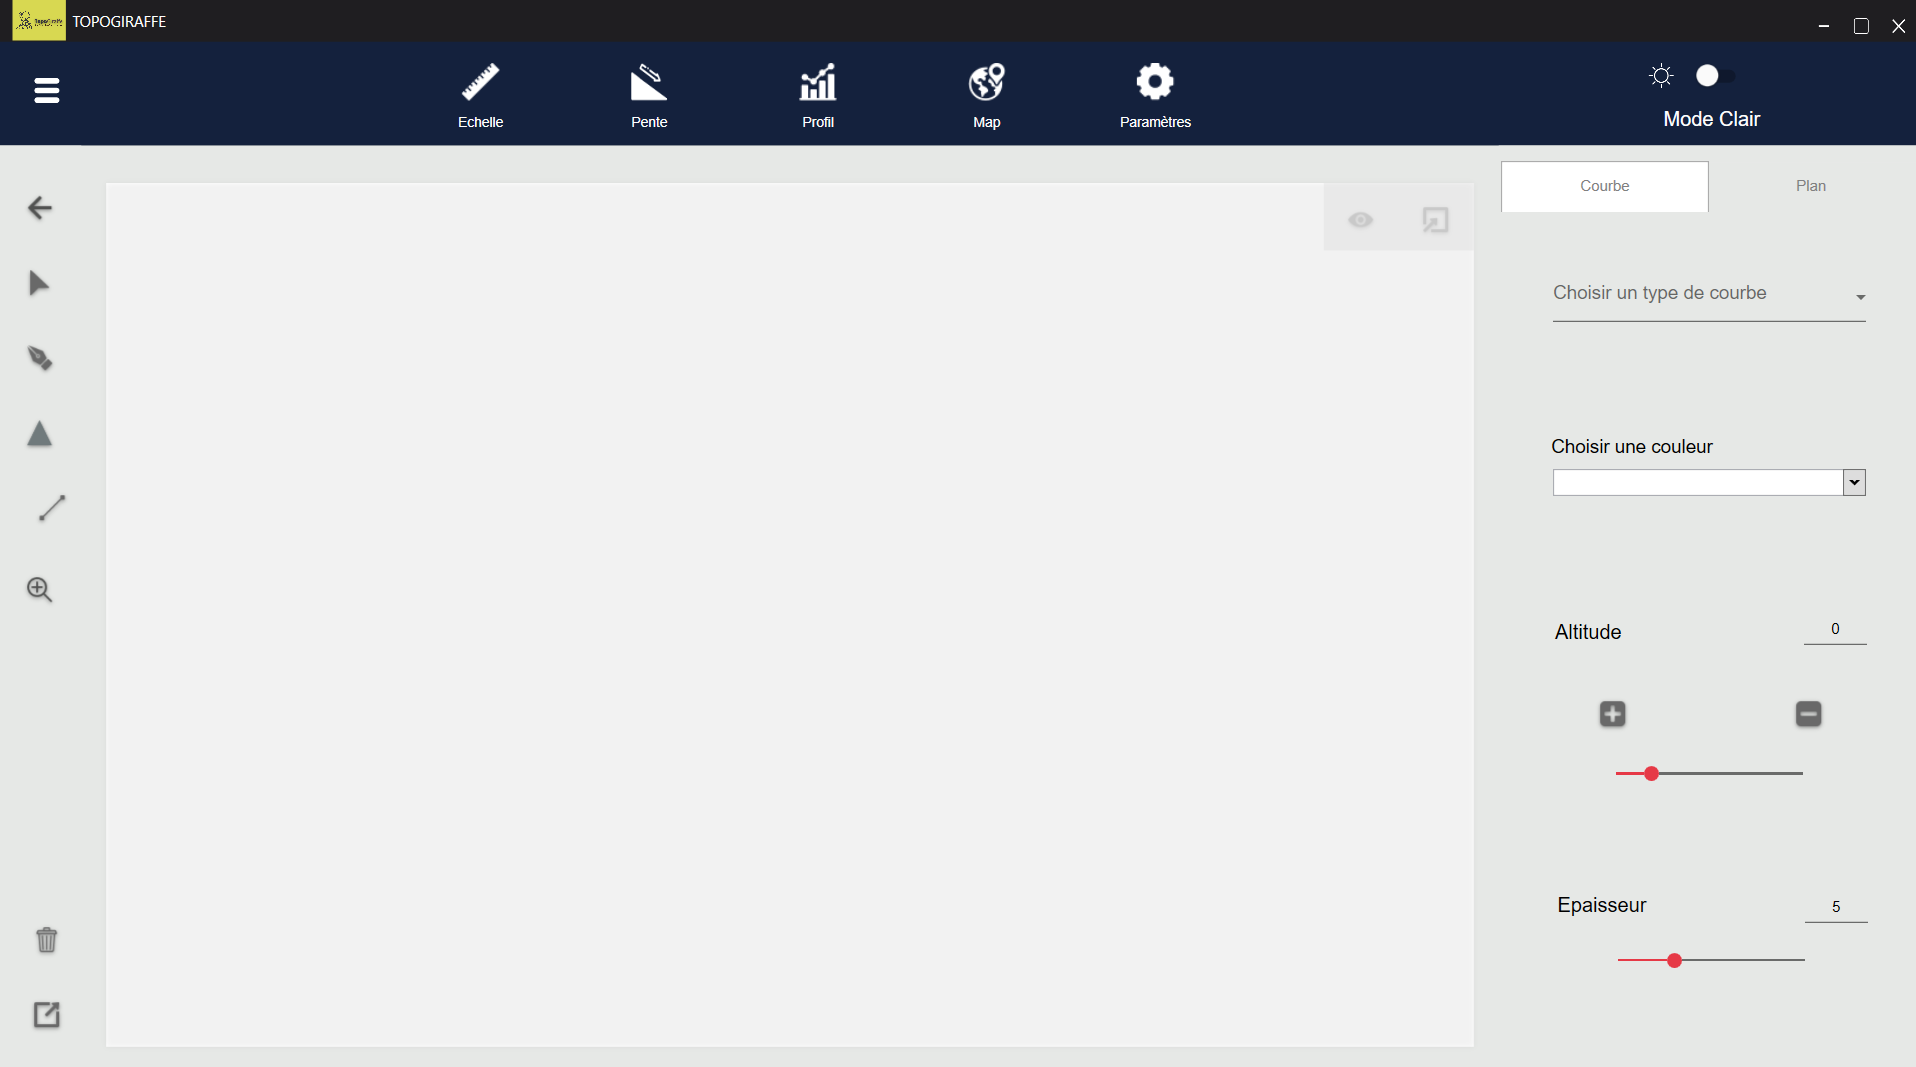 TopoGiraffe
TOPOGIRAFFE
Echelle
Pente
Profil
Map
Paramètres
Mode Clair
Courbe
Plan
Choisir un type de courbe
Choisir une couleur
Altitude
0
Epaisseur
5